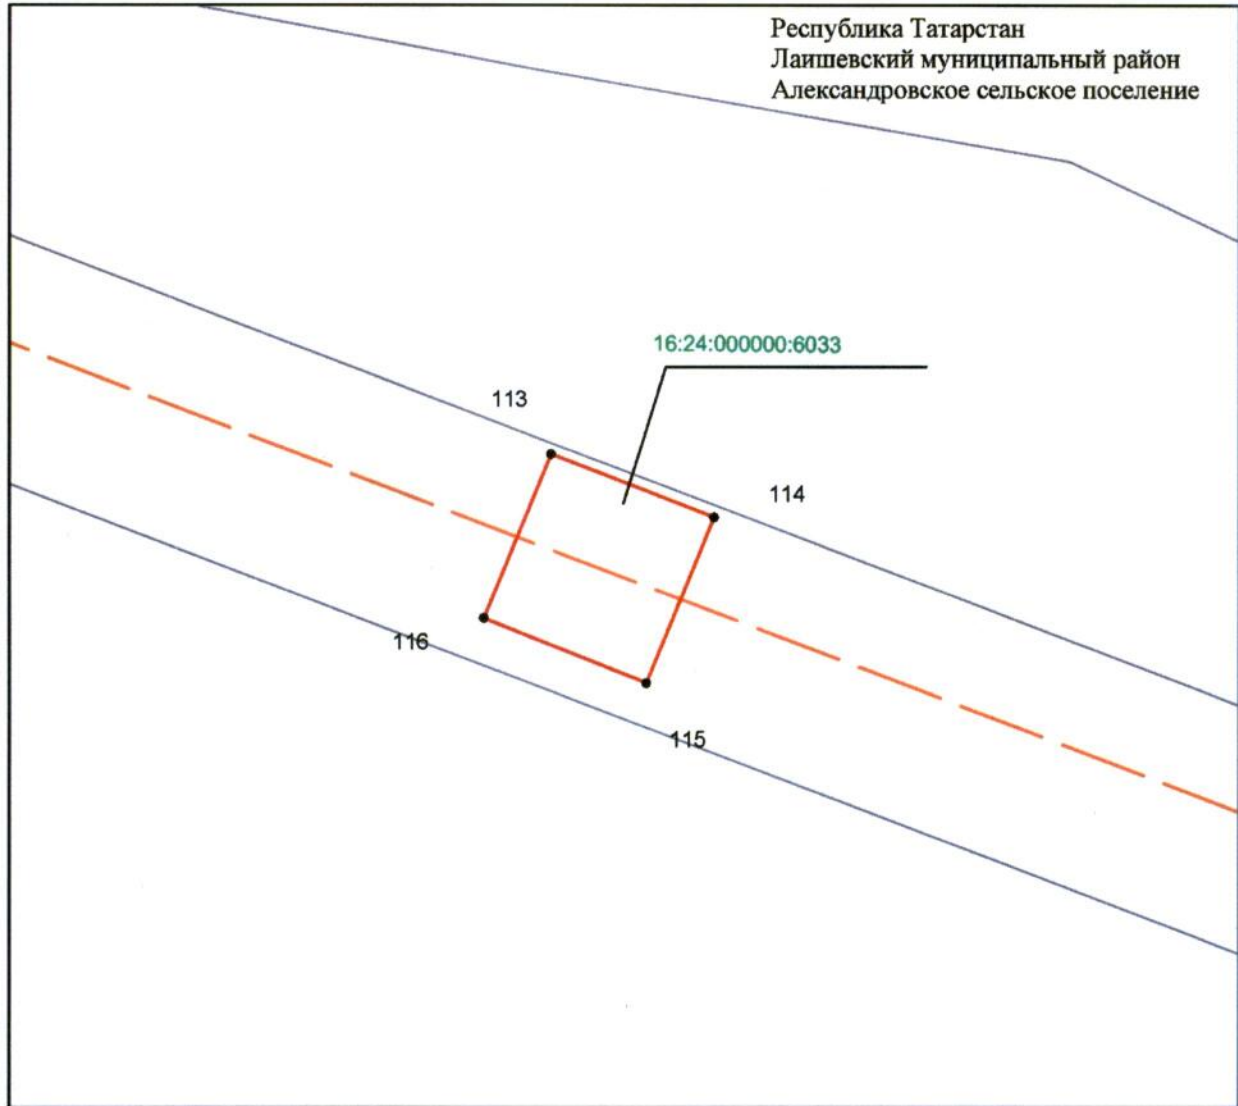 Республика Татарстан
Лаишевский муниципальный район
Александровское сельское поселение
16:24:000000:6033
113
114
116
115